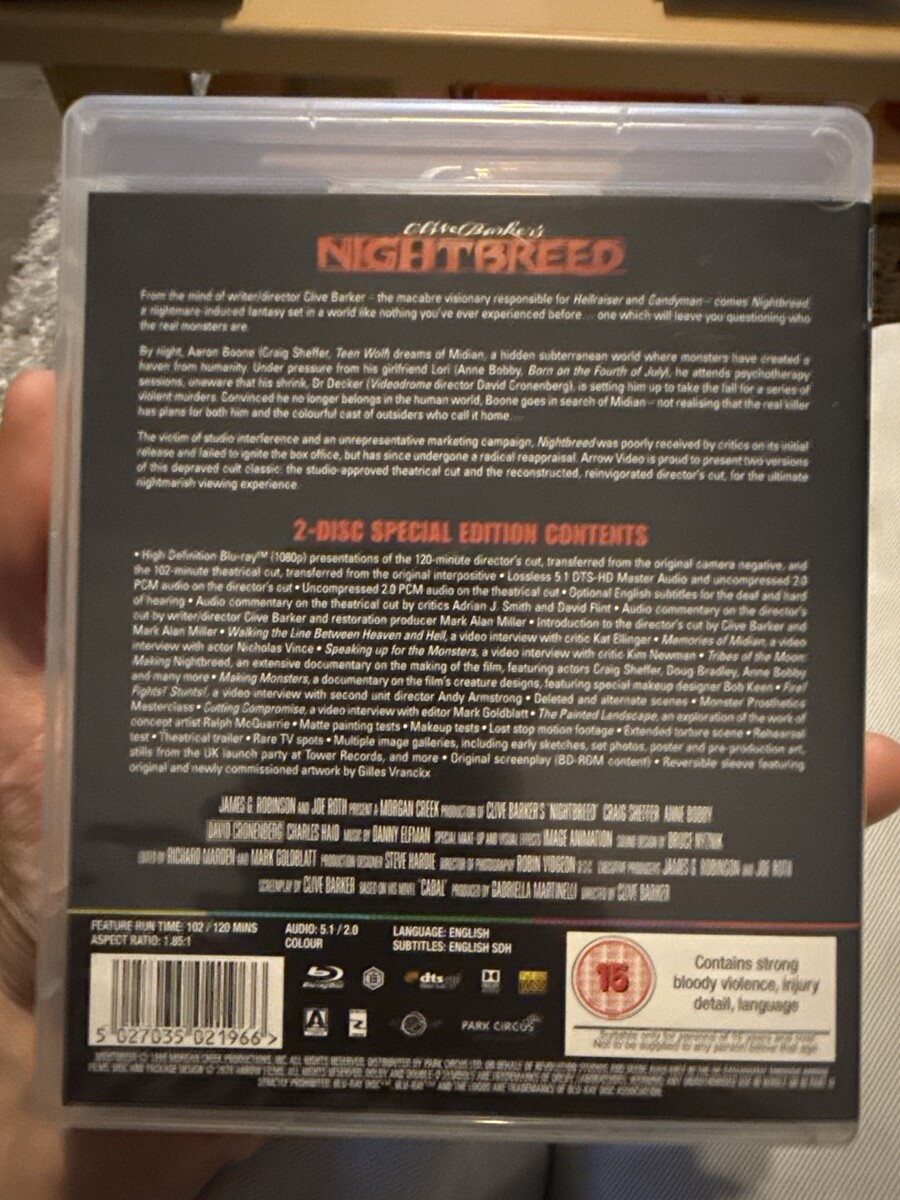 Clive Barker's
NIGHTBREED
From the mind of writer/director Clive Barker – the macabre visionary responsible for Hellraiser and Candyman – comes Nightbreed,
a nightmare-induced fantasy set in a world like nothing you've ever experienced before... one which will leave you questioning who
the real monsters are.
By night, Aaron Boone (Craig Sheffer, Teen Wolf) dreams of Midian, a hidden subterranean world where monsters have created a
haven from humanity. Under pressure from his girlfriend Lori (Anne Bobby, Born on the Fourth of July), he attends psychotherapy
sessions, unaware that his shrink, Dr Decker (Videodrome director David Cronenberg), is setting him up to take the fall for a series of
violent murders. Convinced he no longer belongs in the human world, Boone goes in search of Midian – not realising that the real killer
has plans for both him and the colourful cast of outsiders who call it home...
The victim of studio interference and an unrepresentative marketing campaign, Nightbreed was poorly received by critics on its initial
release and failed to ignite the box office, but has since undergone a radical reappraisal. Arrow Video is proud to present two versions
of this depraved cult classic: the studio-approved theatrical cut and the reconstructed, reinvigorated director's cut, for the ultimate
nightmarish viewing experience.
2-DISC SPECIAL EDITION CONTENTS
• High Definition Blu-ray™ (1080p) presentations of the 120-minute director's cut, transferred from the original camera negative, and
the 102-minute theatrical cut, transferred from the original interpositive • Lossless 5.1 DTS-HD Master Audio and uncompressed 2.0
PCM audio on the director's cut • Uncompressed 2.0 PCM audio on the theatrical cut • Optional English subtitles for the deaf and hard
of hearing • Audio commentary on the theatrical cut by critics Adrian J. Smith and David Flint • Audio commentary on the director's
cut by writer/director Clive Barker and restoration producer Mark Alan Miller • Introduction to the director's cut by Clive Barker and
Mark Alan Miller • Walking the Line Between Heaven and Hell, a video interview with critic Kat Ellinger • Memories of Midian, a video
interview with actor Nicholas Vince • Speaking up for the Monsters, a video interview with critic Kim Newman • Tribes of the Moon:
Making Nightbreed, an extensive documentary on the making of the film, featuring actors Craig Sheffer, Doug Bradley, Anne Bobby
and many more • Making Monsters, a documentary on the film's creature designs, featuring special makeup designer Bob Keen • Fire!
Fights! Stunts!, a video interview with second unit director Andy Armstrong • Deleted and alternate scenes • Monster Prosthetics
Masterclass • Cutting Compromise, a video interview with editor Mark Goldblatt • The Painted Landscape, an exploration of the work of
concept artist Ralph McQuarrie • Matte painting tests • Makeup tests • Lost stop motion footage • Extended torture scene • Rehearsal
test • Theatrical trailer • Rare TV spots • Multiple image galleries, including early sketches, set photos, poster and pre-production art,
stills from the UK launch party at Tower Records, and more • Original screenplay (BD-ROM content) • Reversible sleeve featuring
original and newly commissioned artwork by Gilles Vranckx
JAMES G. ROBINSON AND JOE ROTH PRESENT A MORGAN CREEK PRODUCTION OF CLIVE BARKER'S "NIGHTBREED" CRAIG SHEFFER ANNE BOBBY
DAVID CRONENBERG CHARLES HAID MUSIC BY DANNY ELFMAN SPECIAL MAKE-UP AND VISUAL EFFECTS IMAGE ANIMATION SOUND DESIGN BY
EDITED BY RICHARD MARDEN AND MARK GOLDBLATT PRODUCTION DESIGNER STEVE HARDIE DIRECTOR OF PHOTOGRAPHY ROBIN VIDGEON B.S.C. EXECUTIVE PRODUCERS JAMES G. ROBINSON AND JOE ROTH
SCREENPLAY BY CLIVE BARKER BASED ON HIS NOVEL "CABAL" PRODUCED BY GABRIELLA MARTINELLI DIRECTED BY CLIVE BARKER
FEATURE RUN TIME: 102 / 120 MINS
ASPECT RATIO: 1.85:1
AUDIO: 5.1 / 2.0
COLOUR
LANGUAGE: ENGLISH
SUBTITLES: ENGLISH SDH
15
Contains strong
bloody violence, injury
detail, language
Suitable only for persons of 15 years and over
Not to be supplied to any person below that age
Blu-ray Disc
B
dts
A
2
PARK CIRCUS
5 027035 021966 >